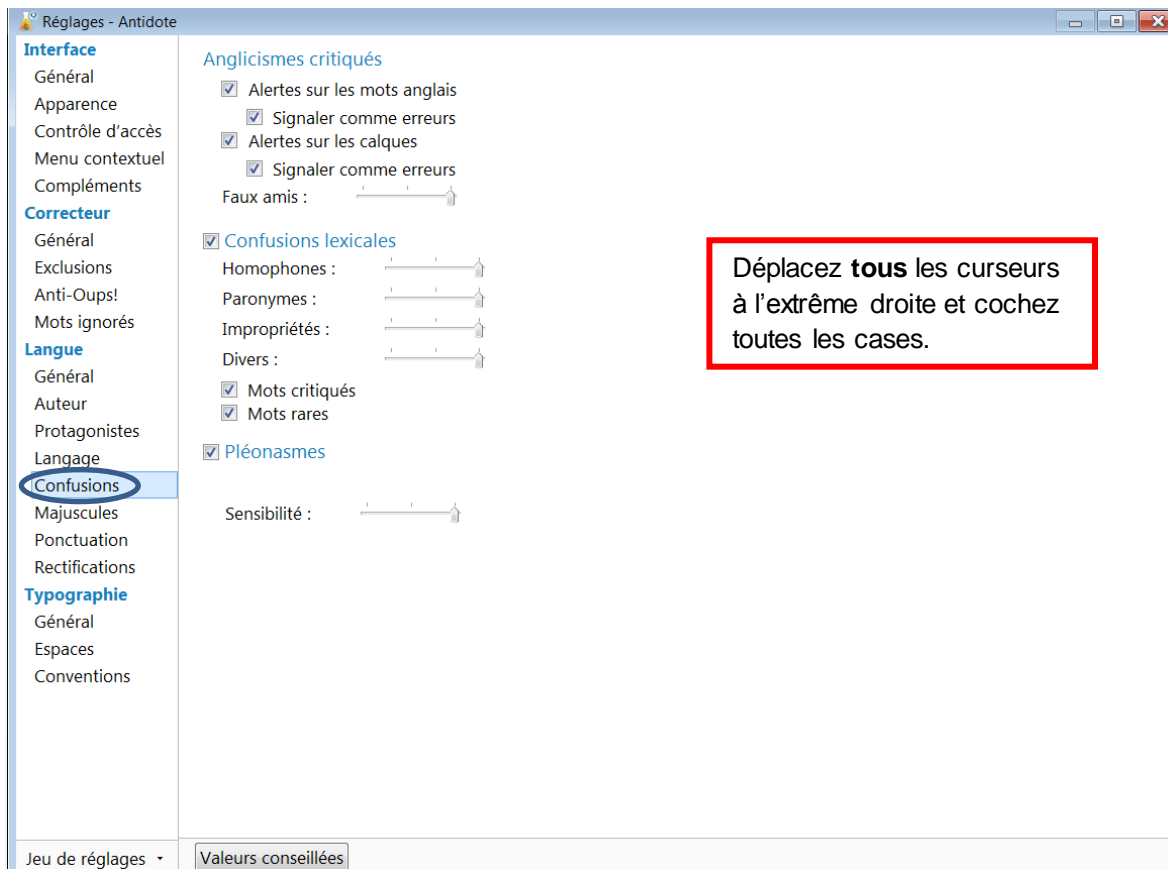 Réglages - Antidote
Interface
Général
Apparence
Contrôle d'accès
Menu contextuel
Compléments
Correcteur
Général
Exclusions
Anti-Oups!
Mots ignorés
Langue
Général
Auteur
Protagonistes
Langage
Confusions
Majuscules
Ponctuation
Rectifications
Typographie
Général
Espaces
Conventions
Jeu de réglages
Anglicismes critiqués
Alertes sur les mots anglais
Signaler comme erreurs
Alertes sur les calques
Signaler comme erreurs
Faux amis :
Confusions lexicales
Homophones :
Paronymes :
Impropriétés :
Divers :
Mots critiqués
Mots rares
Pléonasmes
Sensibilité :
Valeurs conseillées
Déplacez tous les curseurs
à l’extrême droite et cochez
toutes les cases.